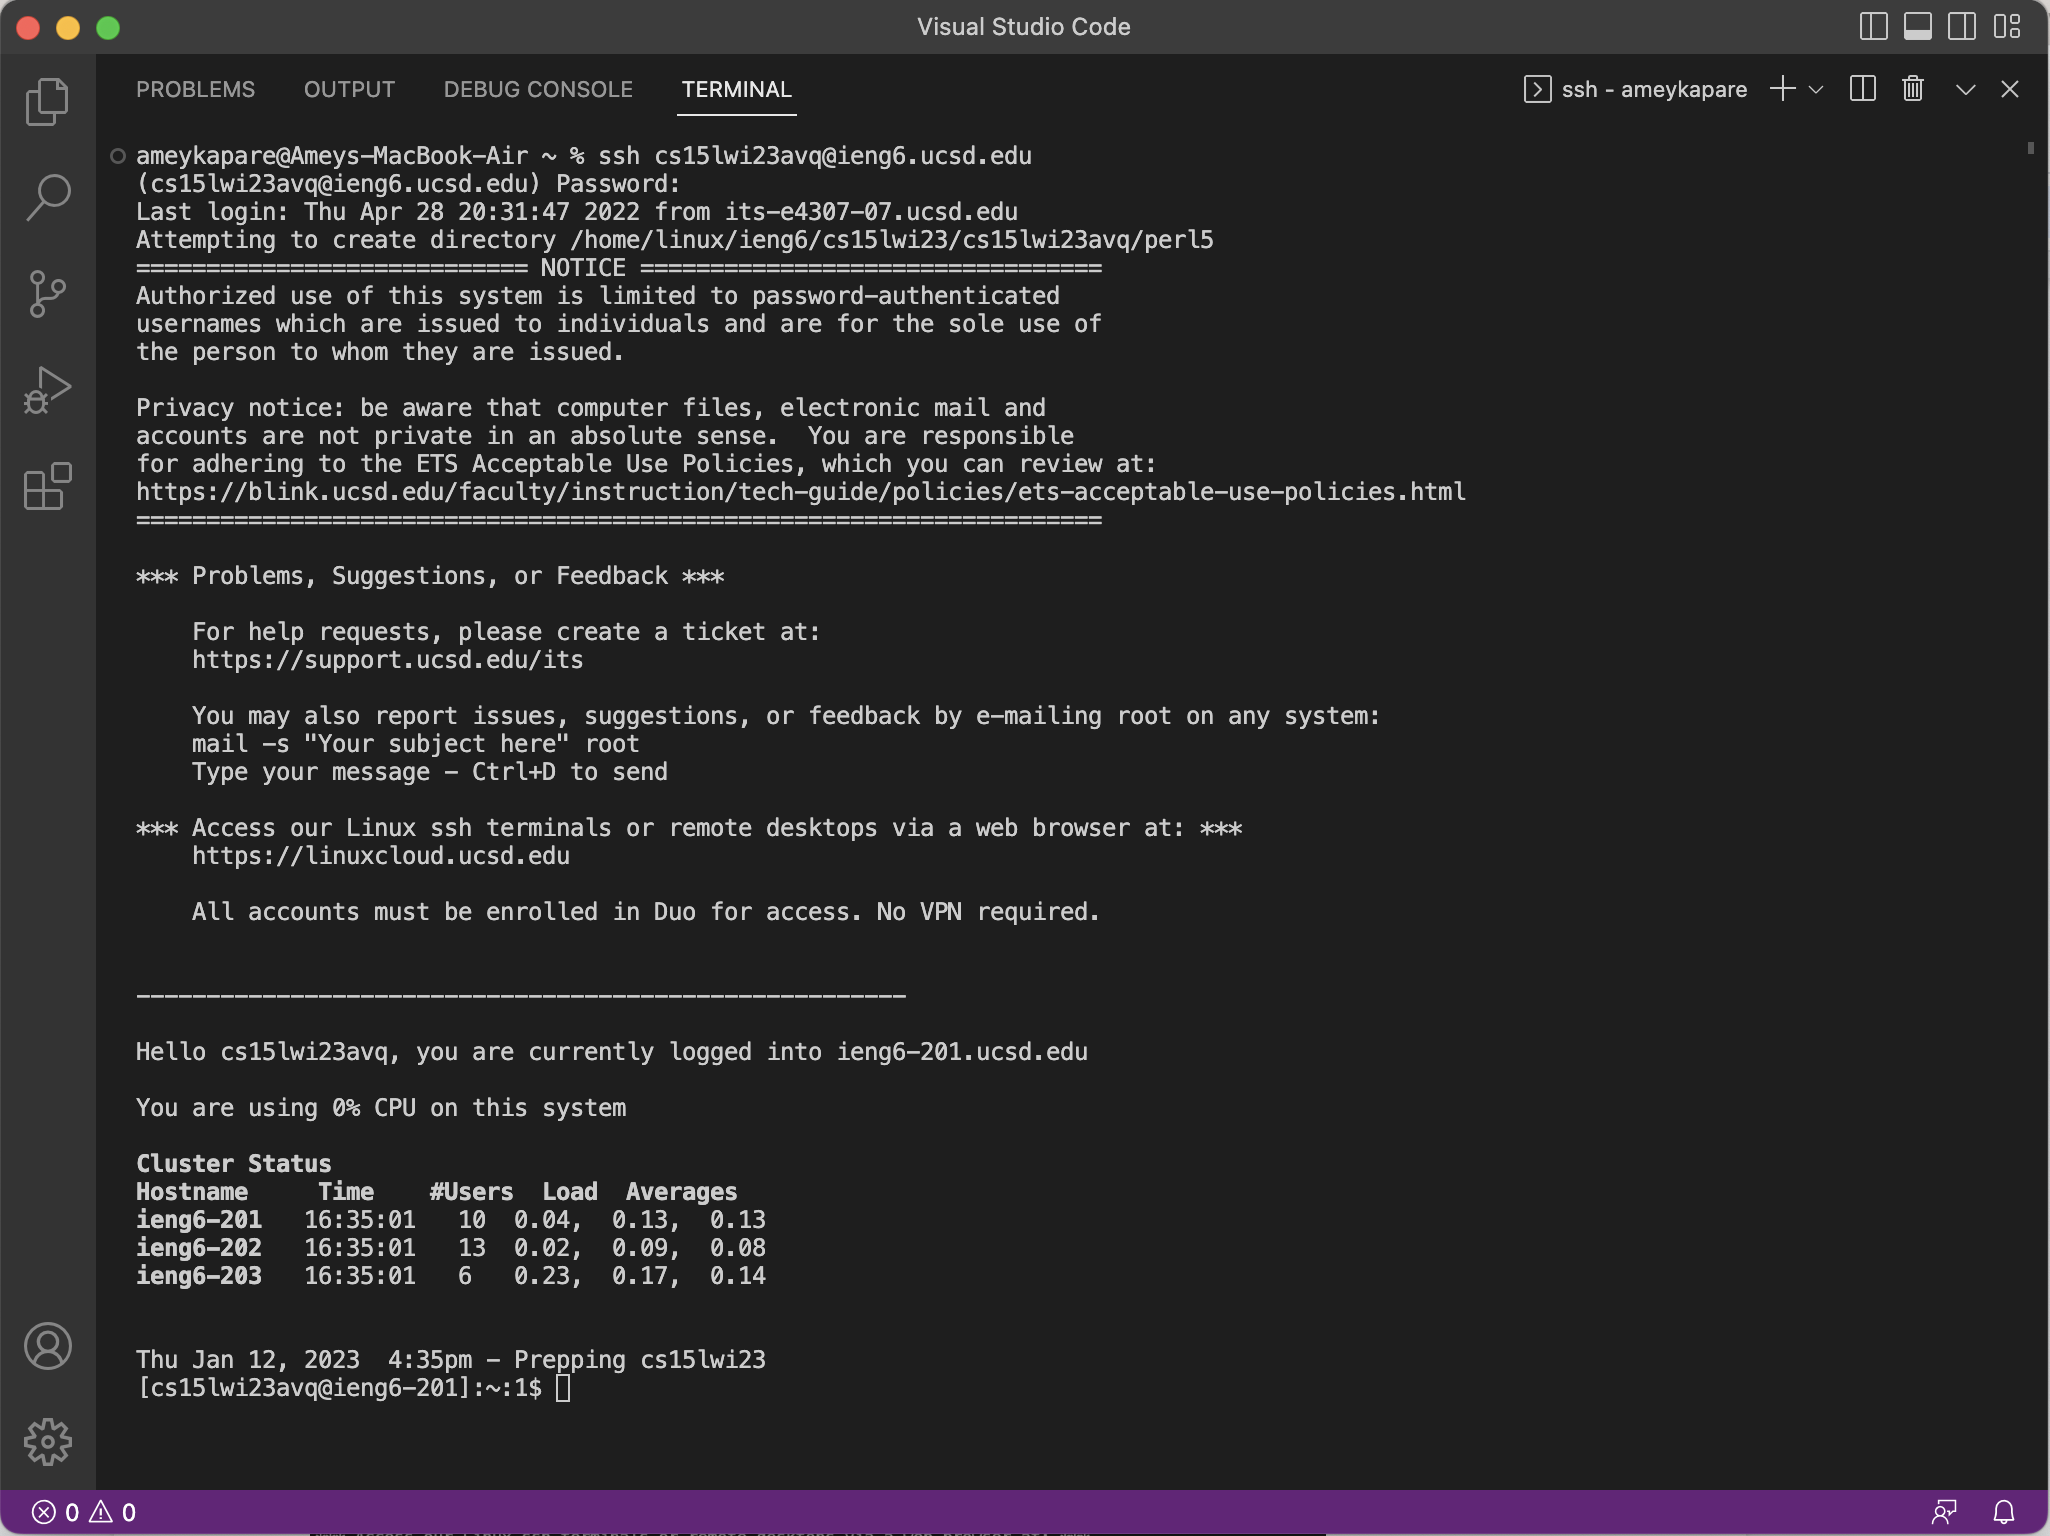 Visual Studio Code
PROBLEMS OUTPUT DEBUG CONSOLE TERMINAL ssh - ameykapare
ameykapare@Ameys-MacBook-Air ~ % ssh cs15lwi23avq@ieng6.ucsd.edu
(cs15lwi23avq@ieng6.ucsd.edu) Password:
Last login: Thu Apr 28 20:31:47 2022 from its-e4307-07.ucsd.edu
Attempting to create directory /home/linux/ieng6/cs15lwi23/cs15lwi23avq/perl5
============================ NOTICE =================================
Authorized use of this system is limited to password-authenticated
usernames which are issued to individuals and are for the sole use of
the person to whom they are issued.
Privacy notice: be aware that computer files, electronic mail and
accounts are not private in an absolute sense.  You are responsible
for adhering to the ETS Acceptable Use Policies, which you can review at:
https://blink.ucsd.edu/faculty/instruction/tech-guide/policies/ets-acceptable-use-policies.html
=====================================================================
*** Problems, Suggestions, or Feedback ***
For help requests, please create a ticket at:
https://support.ucsd.edu/its
You may also report issues, suggestions, or feedback by e-mailing root on any system:
mail -s "Your subject here" root
Type your message - Ctrl+D to send
*** Access our Linux ssh terminals or remote desktops via a web browser at: ***
https://linuxcloud.ucsd.edu
All accounts must be enrolled in Duo for access. No VPN required.
-------------------------------------------------------
Hello cs15lwi23avq, you are currently logged into ieng6-201.ucsd.edu
You are using 0% CPU on this system
Cluster Status
Hostname     Time    #Users  Load  Averages
ieng6-201   16:35:01   10  0.04,  0.13,  0.13
ieng6-202   16:35:01   13  0.02,  0.09,  0.08
ieng6-203   16:35:01   6   0.23,  0.17,  0.14
Thu Jan 12, 2023  4:35pm - Prepping cs15lwi23
[cs15lwi23avq@ieng6-201]:~:1$
0 0